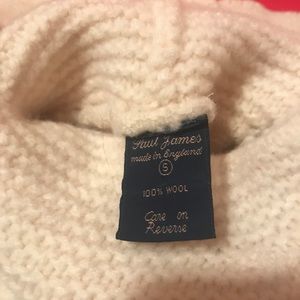 Paul James
made in England
S
100% WOOL
Care on
Reverse